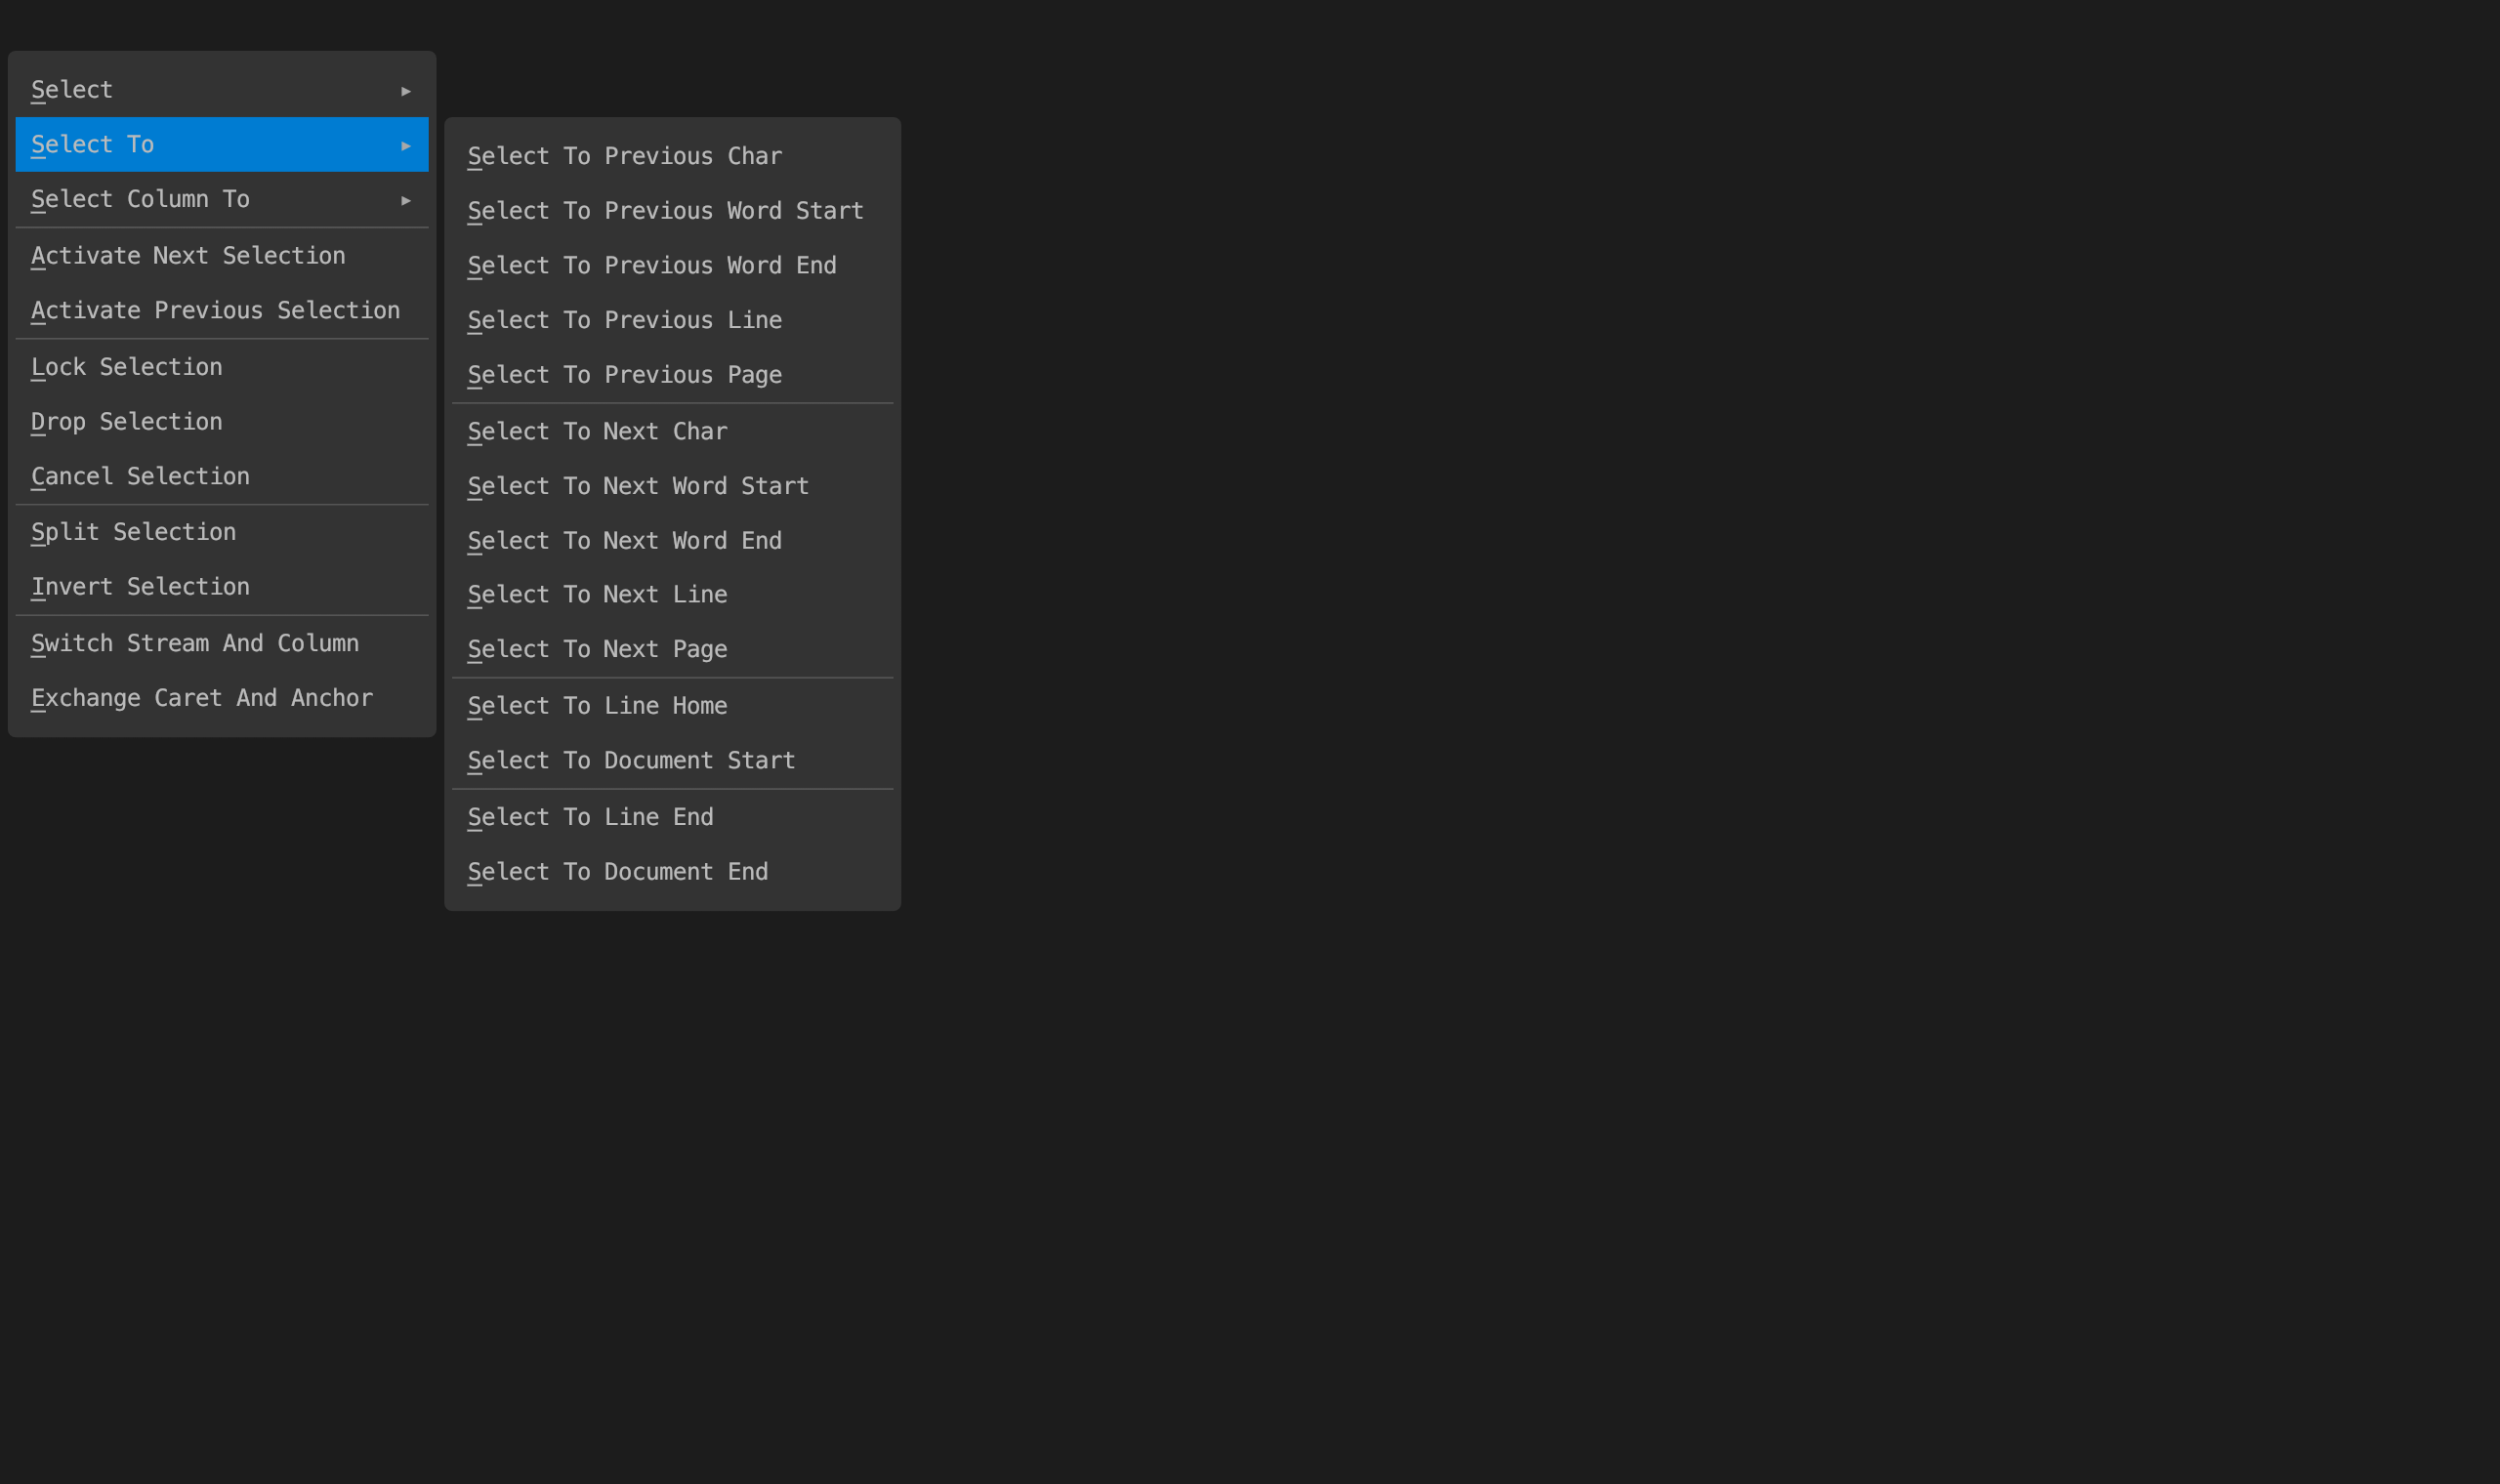 Select ▶
Select To ▶
Select Column To ▶
Activate Next Selection
Activate Previous Selection
Lock Selection
Drop Selection
Cancel Selection
Split Selection
Invert Selection
Switch Stream And Column
Exchange Caret And Anchor
Select To Previous Char
Select To Previous Word Start
Select To Previous Word End
Select To Previous Line
Select To Previous Page
Select To Next Char
Select To Next Word Start
Select To Next Word End
Select To Next Line
Select To Next Page
Select To Line Home
Select To Document Start
Select To Line End
Select To Document End